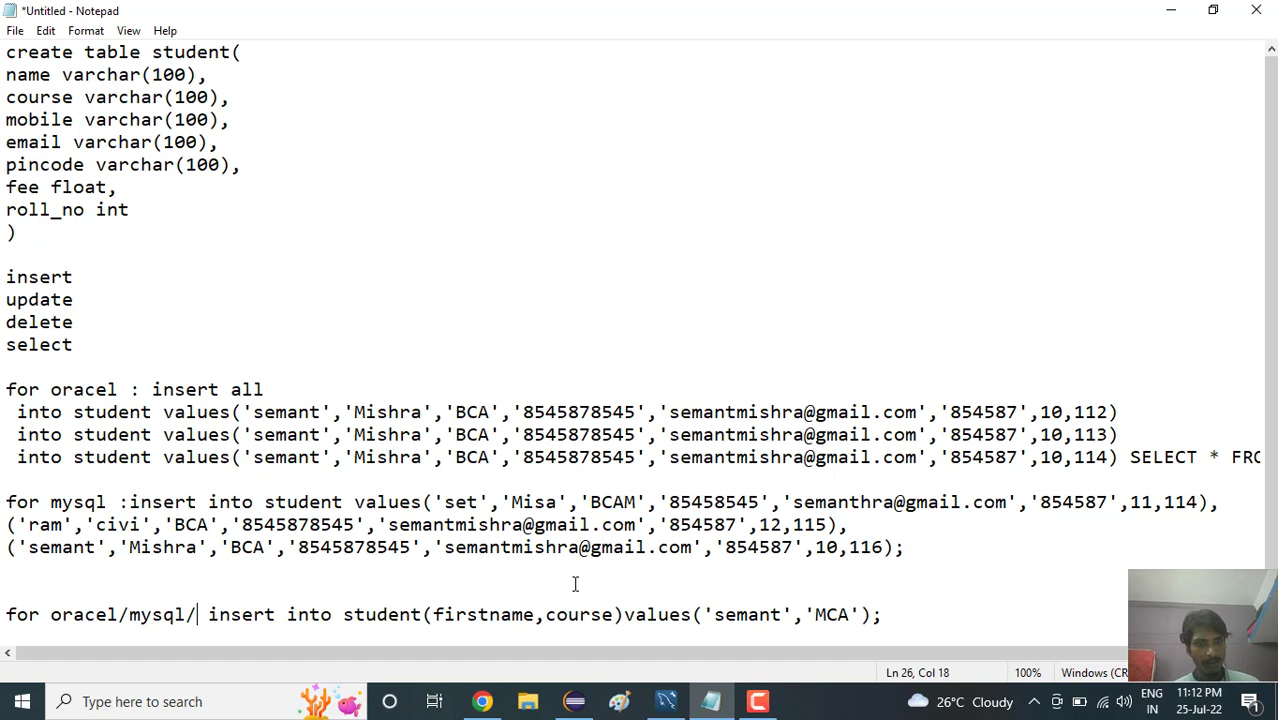 *Untitled - Notepad
File Edit Format View Help
create table student(
name varchar(100),
course varchar(100),
mobile varchar(100),
email varchar(100),
pincode varchar(100),
fee float,
roll_no int
)
insert
update
delete
select
for oracel : insert all
into student values('semant','Mishra','BCA','8545878545','semantmishra@gmail.com','854587',10,112)
into student values('semant','Mishra','BCA','8545878545','semantmishra@gmail.com','854587',10,113)
into student values('semant','Mishra','BCA','8545878545','semantmishra@gmail.com','854587',10,114) SELECT * FRO
for mysql :insert into student values('set','Misa','BCAM','85458545','semanthra@gmail.com','854587',11,114),
('ram','civi','BCA','8545878545','semantmishra@gmail.com','854587',12,115),
('semant','Mishra','BCA','8545878545','semantmishra@gmail.com','854587',10,116);
for oracel/mysql/ insert into student(firstname,course)values('semant','MCA');
Ln 26, Col 18 100% Windows (CR
Type here to search 26°C Cloudy ENG 11:12 PM
IN 25-Jul-22 1